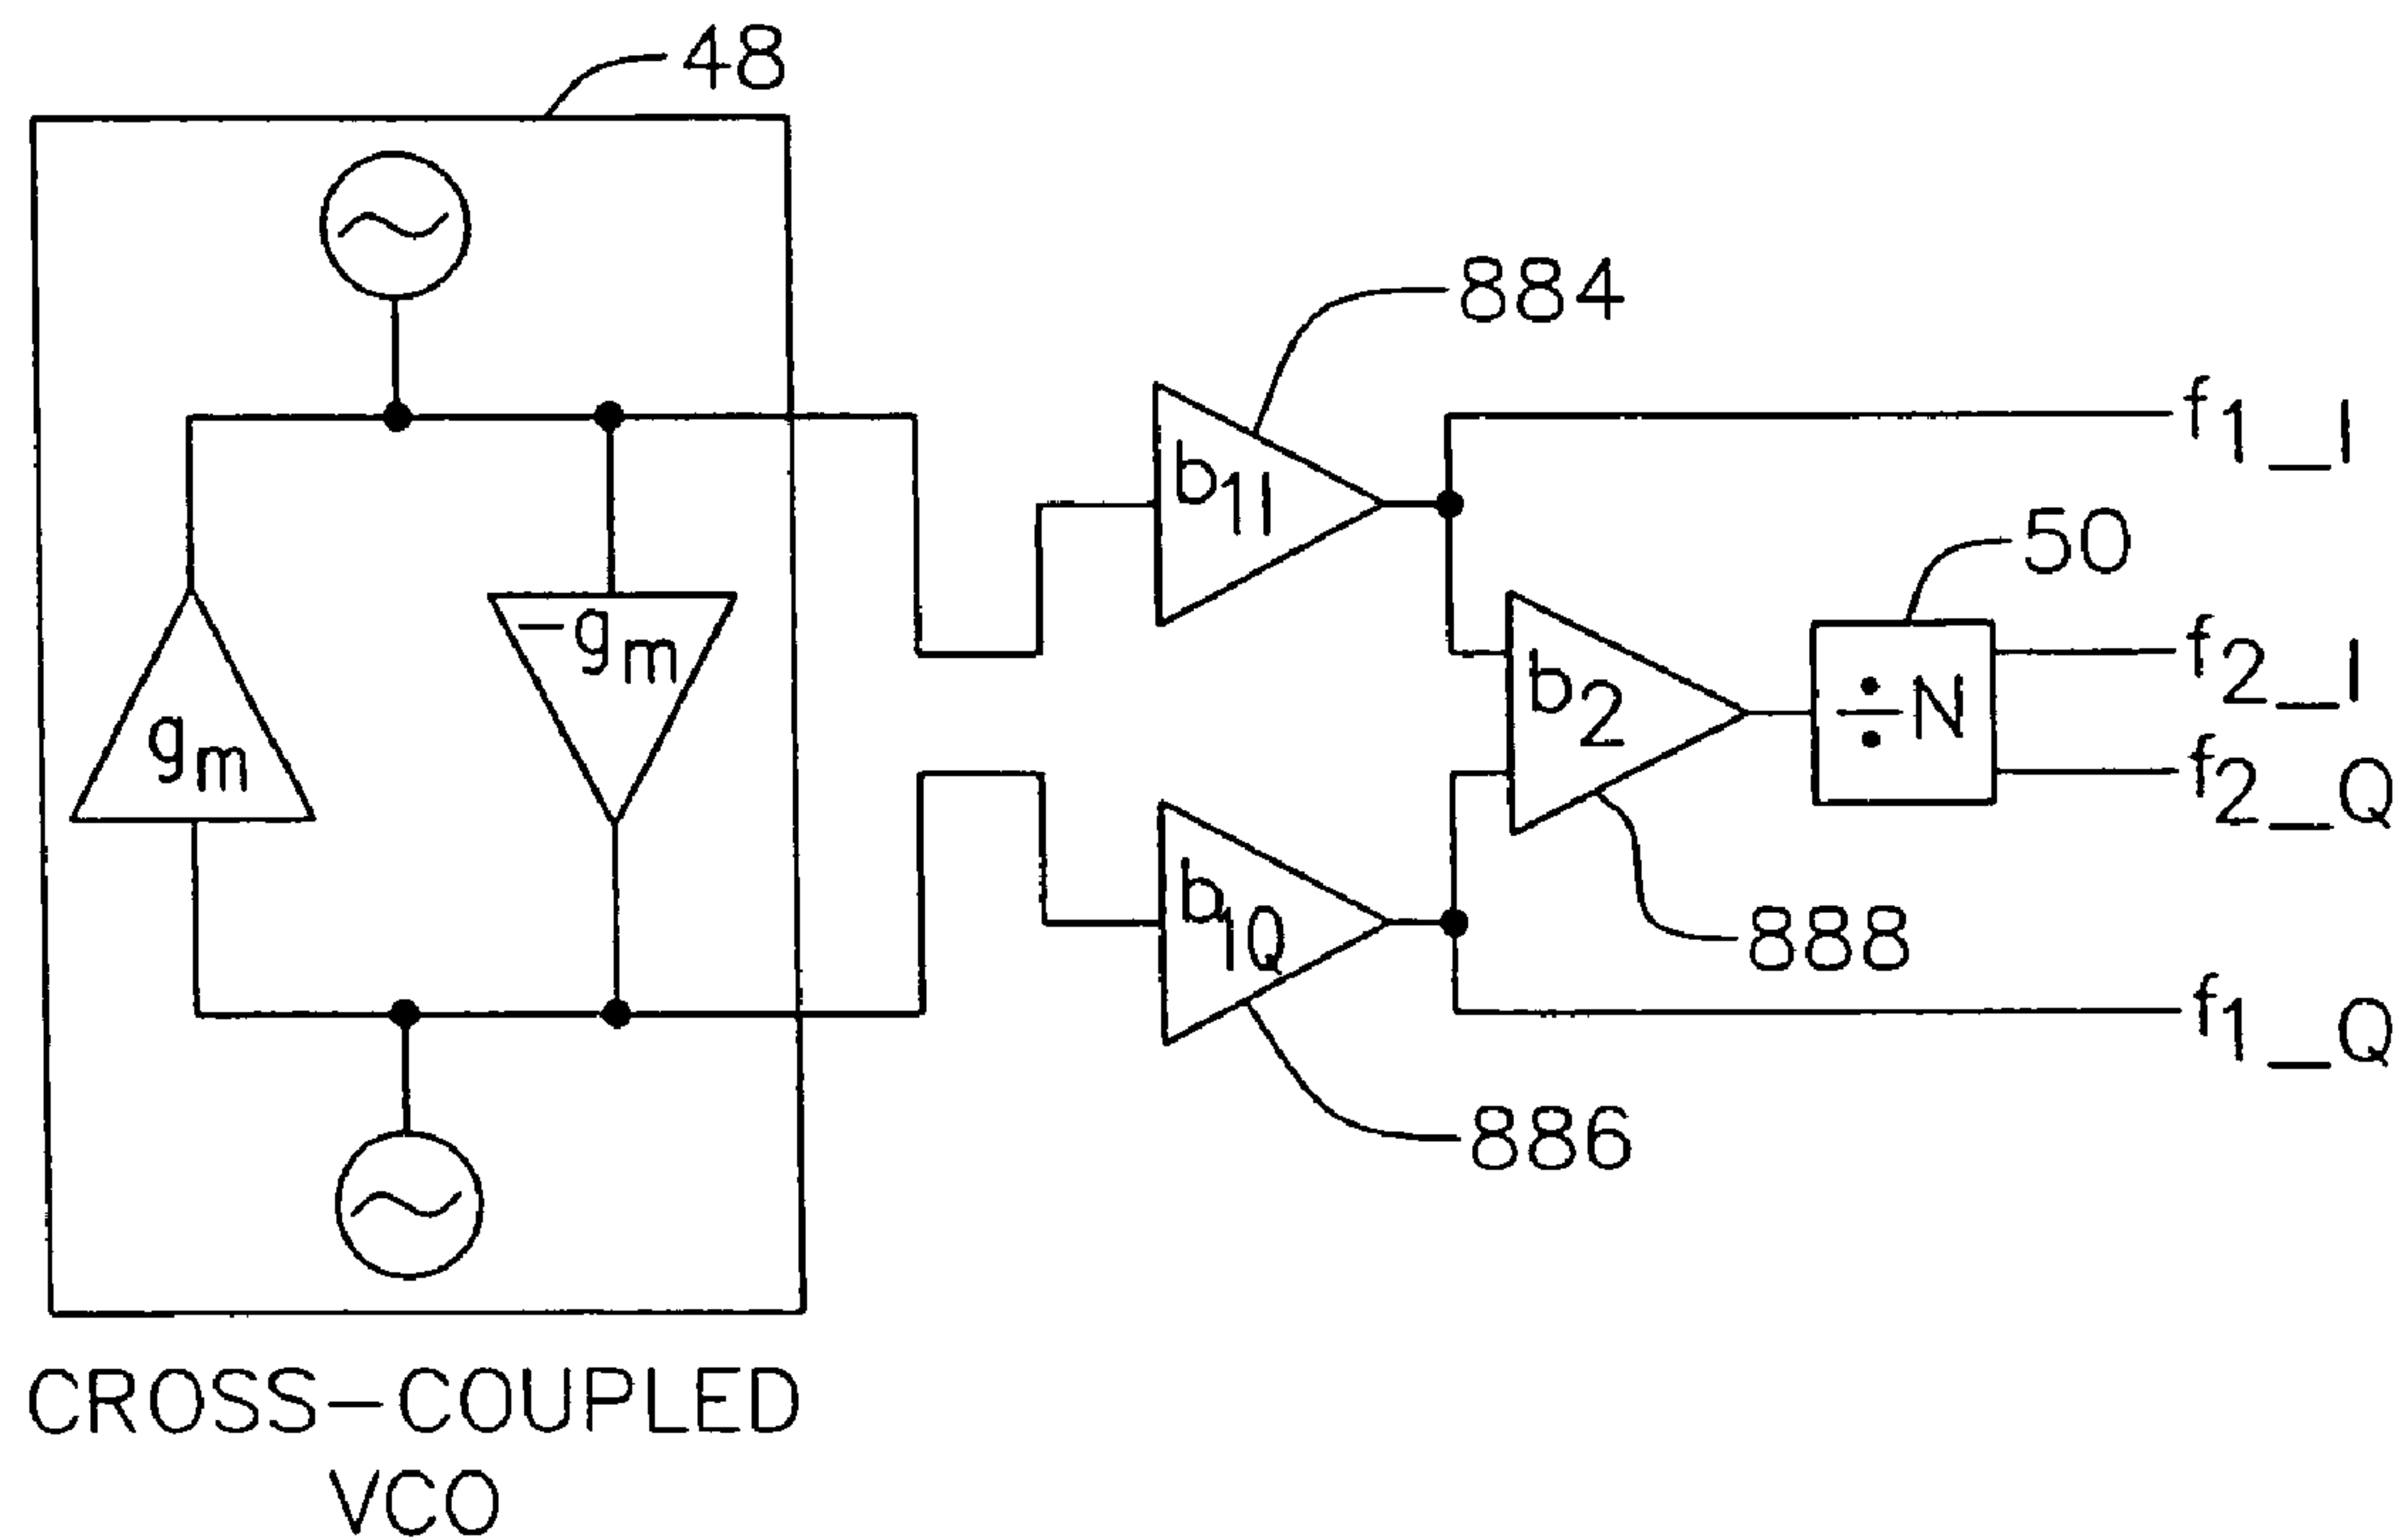 48
884
b1I
f1_I
50
-gm
gm
b2
÷N
f2_I
f2_Q
b1Q
888
f1_Q
886
CROSS-COUPLED
VCO